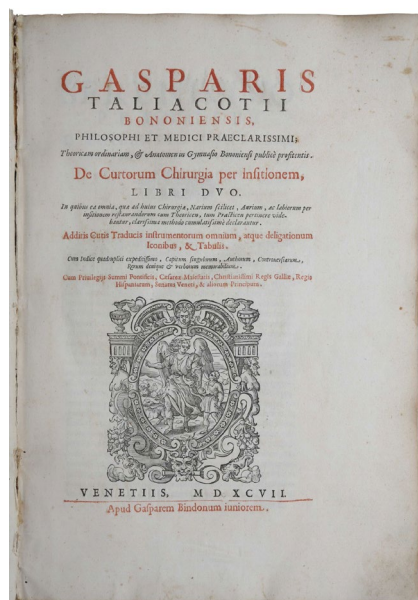 GASPARIS
TALIACOTII
BONONIENSIS,
PHILOSOPHI ET MEDICI PRAECLARISSIMI;
Theoricam ordinariam, & Anatomen in Gymnasio Bononiensi publicè profitentis.
De Curtorum Chirurgia per insitionem,
LIBRI DVO.
In quibus ea omnia, quæ ad huius Chirurgiæ, Narium scilicet, Aurium, ac labiorum per
insitionem restaurandorum cum Theoricen, tum Practicen pertinere vide-
bantur, clarissima methodo cumulatissimè declarantur.
Additis Cutis Traducis instrumentorum omnium, atque deligationum
Iconibus, & Tabulis.
Cum Indice quadruplici expeditissimo, Capitum singulorum, Authorum, Controuersiarum,
Rerum denique & verborum memorabilium.
Cum Priuilegijs Summi Pontificis, Cæsareæ Maiestatis, Christianissimi Regis Galliæ, Regis
Hispaniarum, Senatus Veneti, & aliorum Principum.
VENETIIS, M D XCVII.
Apud Gasparem Bindonum iuniorem.